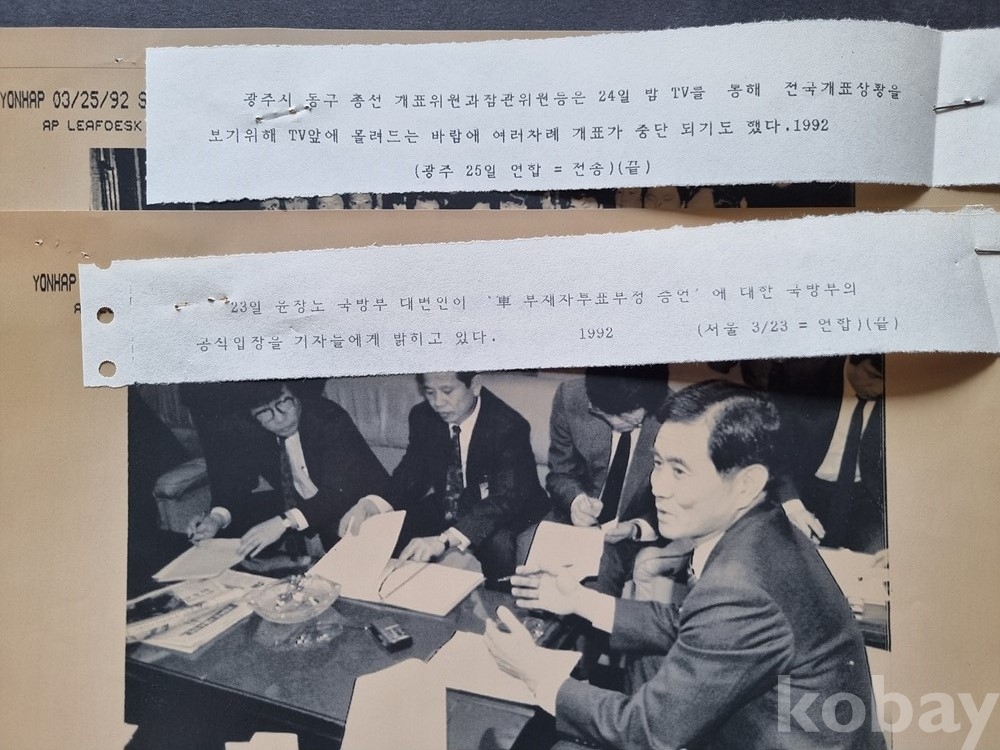 YONHAP 03/25/92 S
AP LEAFDESK
광주시 동구 총선 개표위원과참관위원등은 24일 밤 TV를 통해 전국개표상황을
보기위해 TV앞에 몰려드는 바람에 여러차례 개표가 중단 되기도 했다.1992
(광주 25일 연합 = 전송)(끝)
YONHAP
A
23일 윤창노 국방부 대변인이 '軍 부재자투표부정 증언'에 대한 국방부의
공식입장을 기자들에게 밝히고 있다. 1992 (서울 3/23 = 연합)(끝)
kobay